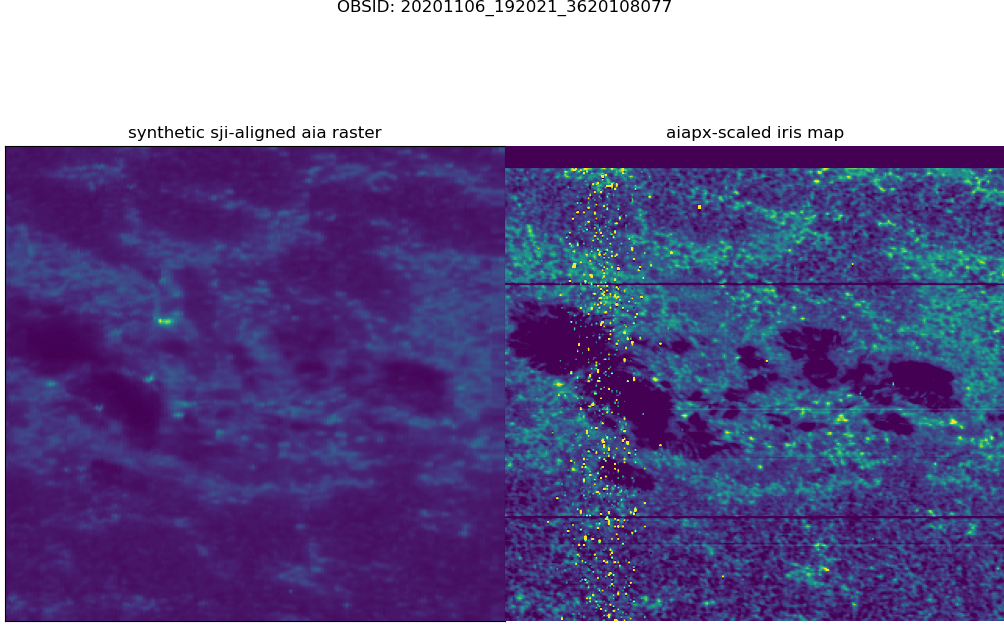 OBSID: 20201106_192021_3620108077
synthetic sji-aligned aia raster
aiapx-scaled iris map